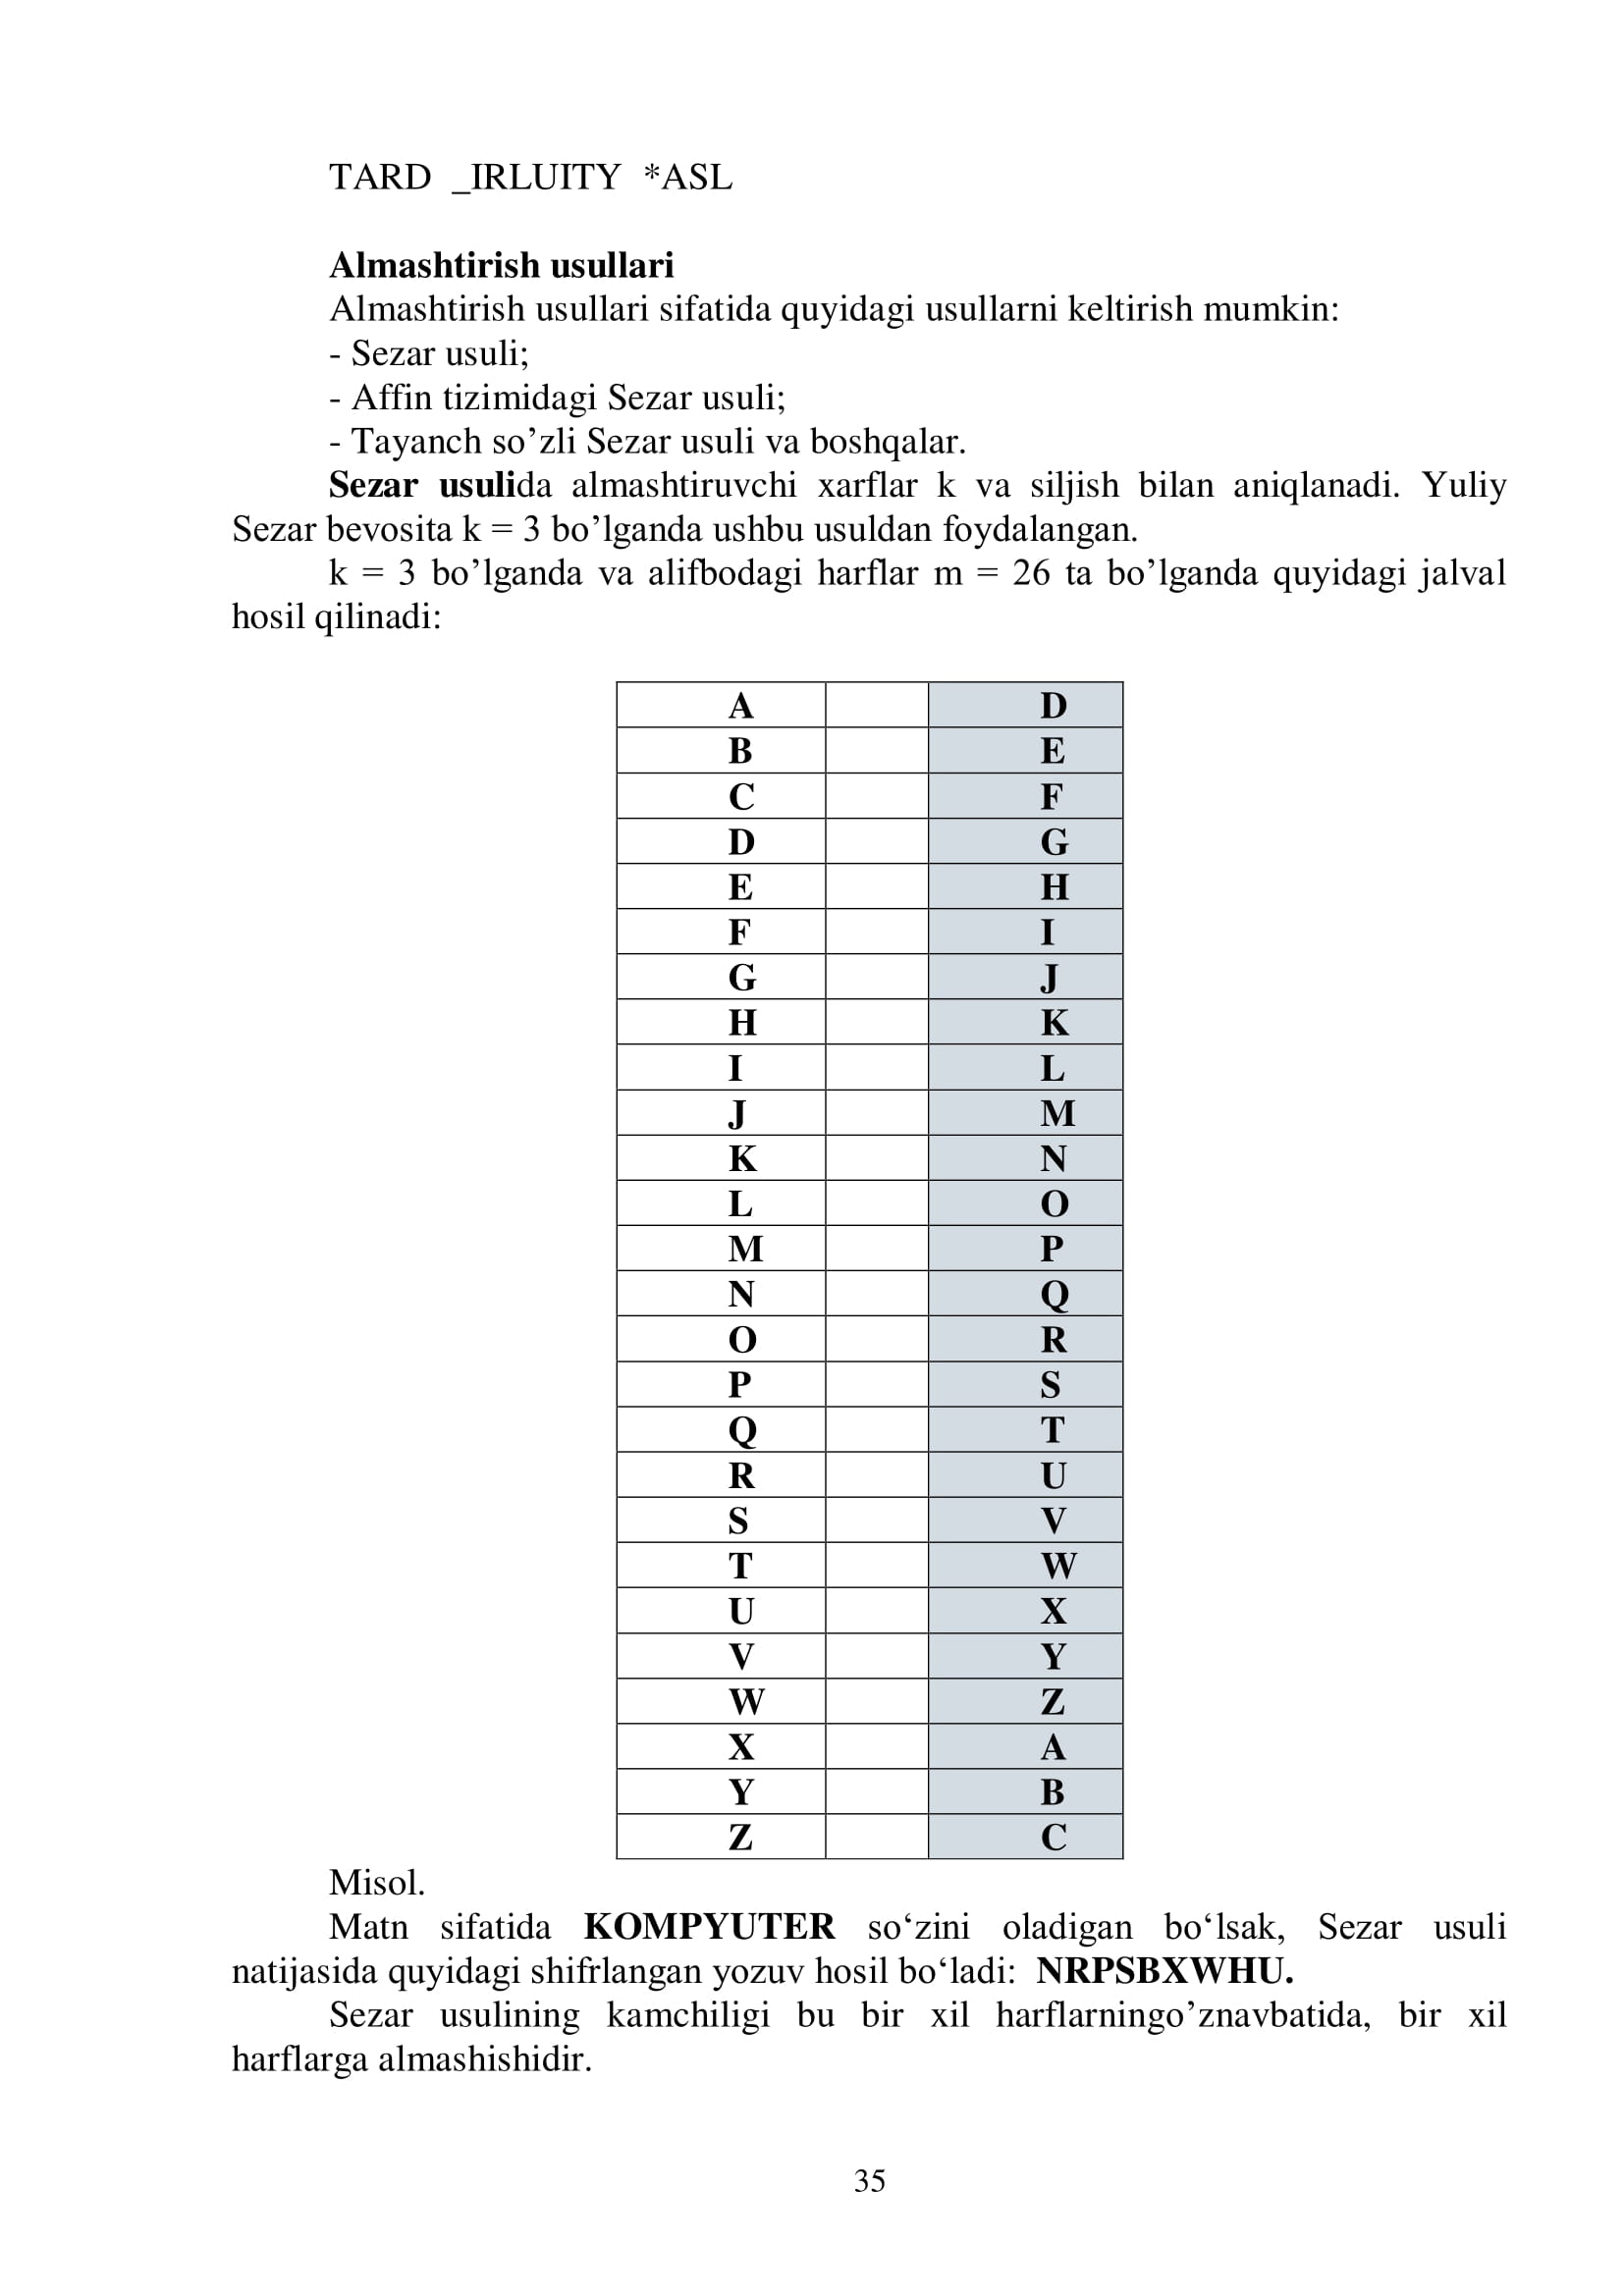 TARD _IRLUITY *ASL
Almashtirish usullari
Almashtirish usullari sifatida quyidagi usullarni keltirish mumkin:
- Sezar usuli;
- Affin tizimidagi Sezar usuli;
- Tayanch so’zli Sezar usuli va boshqalar.
Sezar usulida almashtiruvchi xarflar k va siljish bilan aniqlanadi. Yuliy
Sezar bevosita k = 3 bo’lganda ushbu usuldan foydalangan.
k = 3 bo’lganda va alifbodagi harflar m = 26 ta bo’lganda quyidagi jalval
hosil qilinadi:
A D
B E
C F
D G
E H
F I
G J
H K
I L
J M
K N
L O
M P
N Q
O R
P S
Q T
R U
S V
T W
U X
V Y
W Z
X A
Y B
Z C
Misol.
Matn sifatida KOMPYUTER so‘zini oladigan bo‘lsak, Sezar usuli
natijasida quyidagi shifrlangan yozuv hosil bo‘ladi: NRPSBXWHU.
Sezar usulining kamchiligi bu bir xil harflarningo’znavbatida, bir xil
harflarga almashishidir.
35